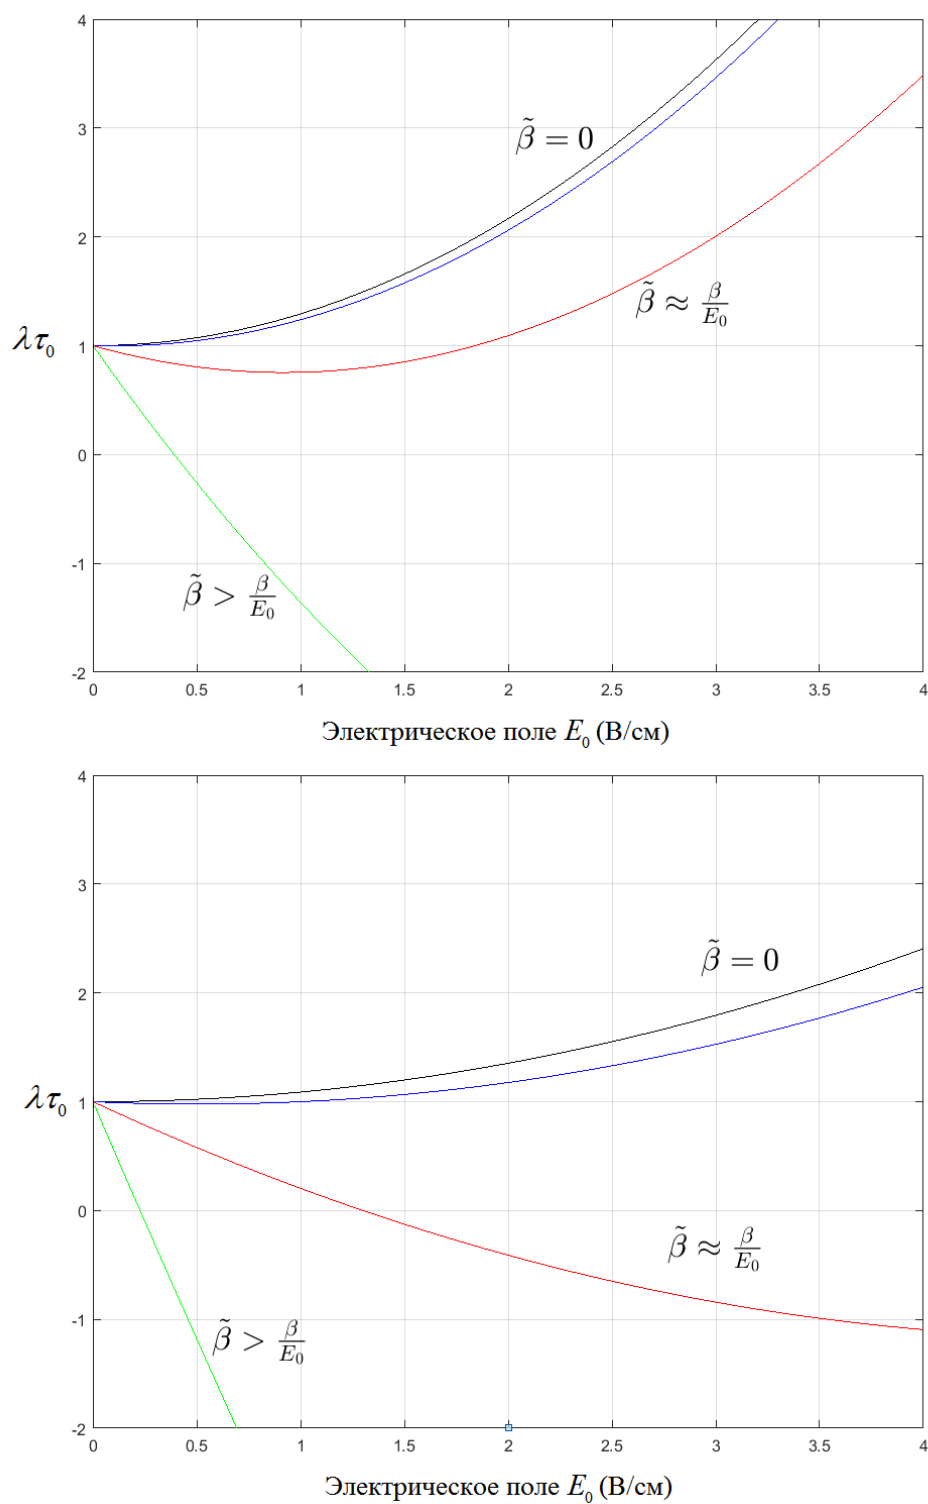 4
β̃ = 0
3
2
β̃ ≈ β/E₀
λτ₀
1
0
-1
β̃ > β/E₀
-2
0 0.5 1 1.5 2 2.5 3 3.5 4
Электрическое поле E₀ (В/см)
4
3
β̃ = 0
2
λτ₀
1
0
β̃ ≈ β/E₀
-1
β̃ > β/E₀
-2
0 0.5 1 1.5 2 2.5 3 3.5 4
Электрическое поле E₀ (В/см)